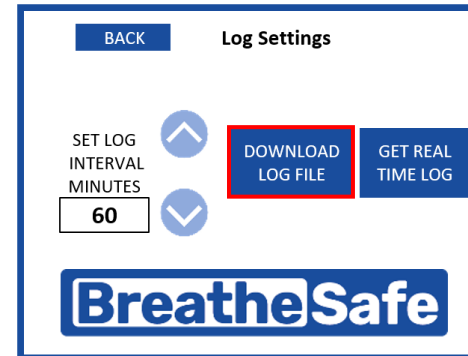 BACK
Log Settings
SET LOG
INTERVAL
MINUTES
60
DOWNLOAD
LOG FILE
GET REAL
TIME LOG
BreatheSafe